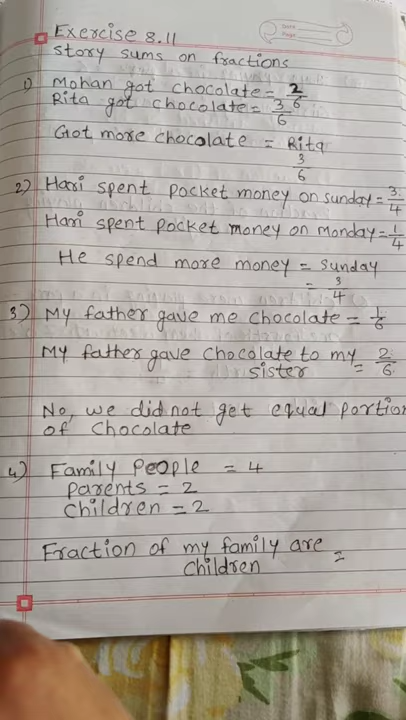 Exercise 8.11
story sums on fractions
1) Mohan got chocolate = 2/6
Rita got chocolate = 3/6
Got more chocolate = Rita
3/6
2) Hari spent pocket money on sunday = 3/4
Hari spent pocket money on Monday = 1/4
He spend more money = sunday
= 3/4
3) My father gave me chocolate = 1/6
My father gave chocolate to my sister = 2/6
No, we did not get equal portion
of chocolate
4) Family People = 4
parents = 2
children = 2
Fraction of my family are children =